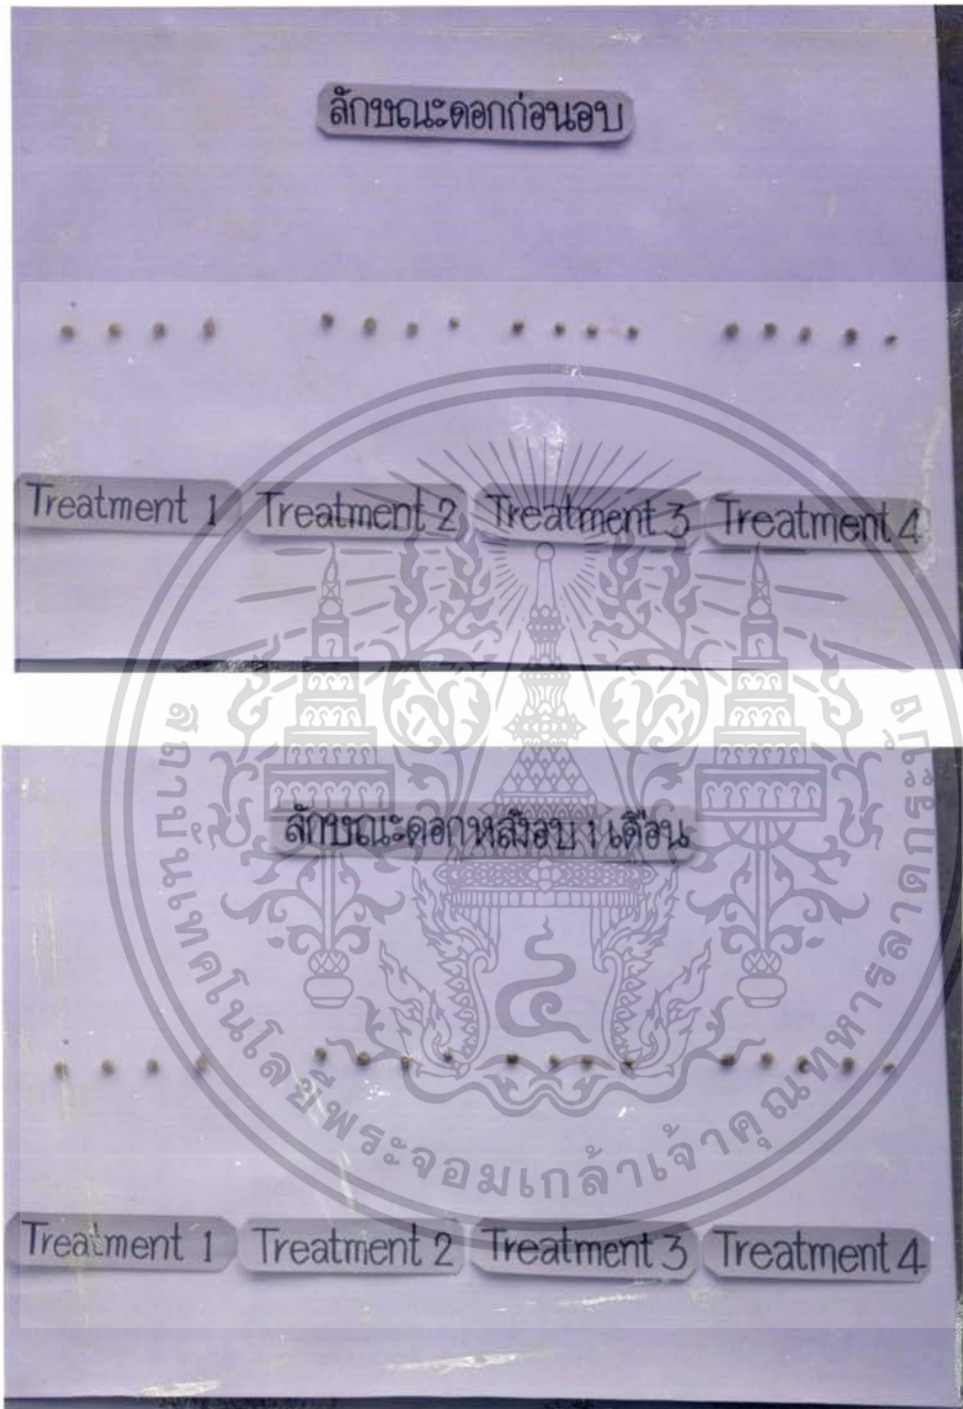 ลักษณะดอกก่อนอบ
Treatment 1 Treatment 2 Treatment 3 Treatment 4
ลักษณะดอกหลังอบ 1 เดือน
Treatment 1 Treatment 2 Treatment 3 Treatment 4
สถาบันเทคโนโลยีพระจอมเกล้าเจ้าคุณทหารลาดกระบัง